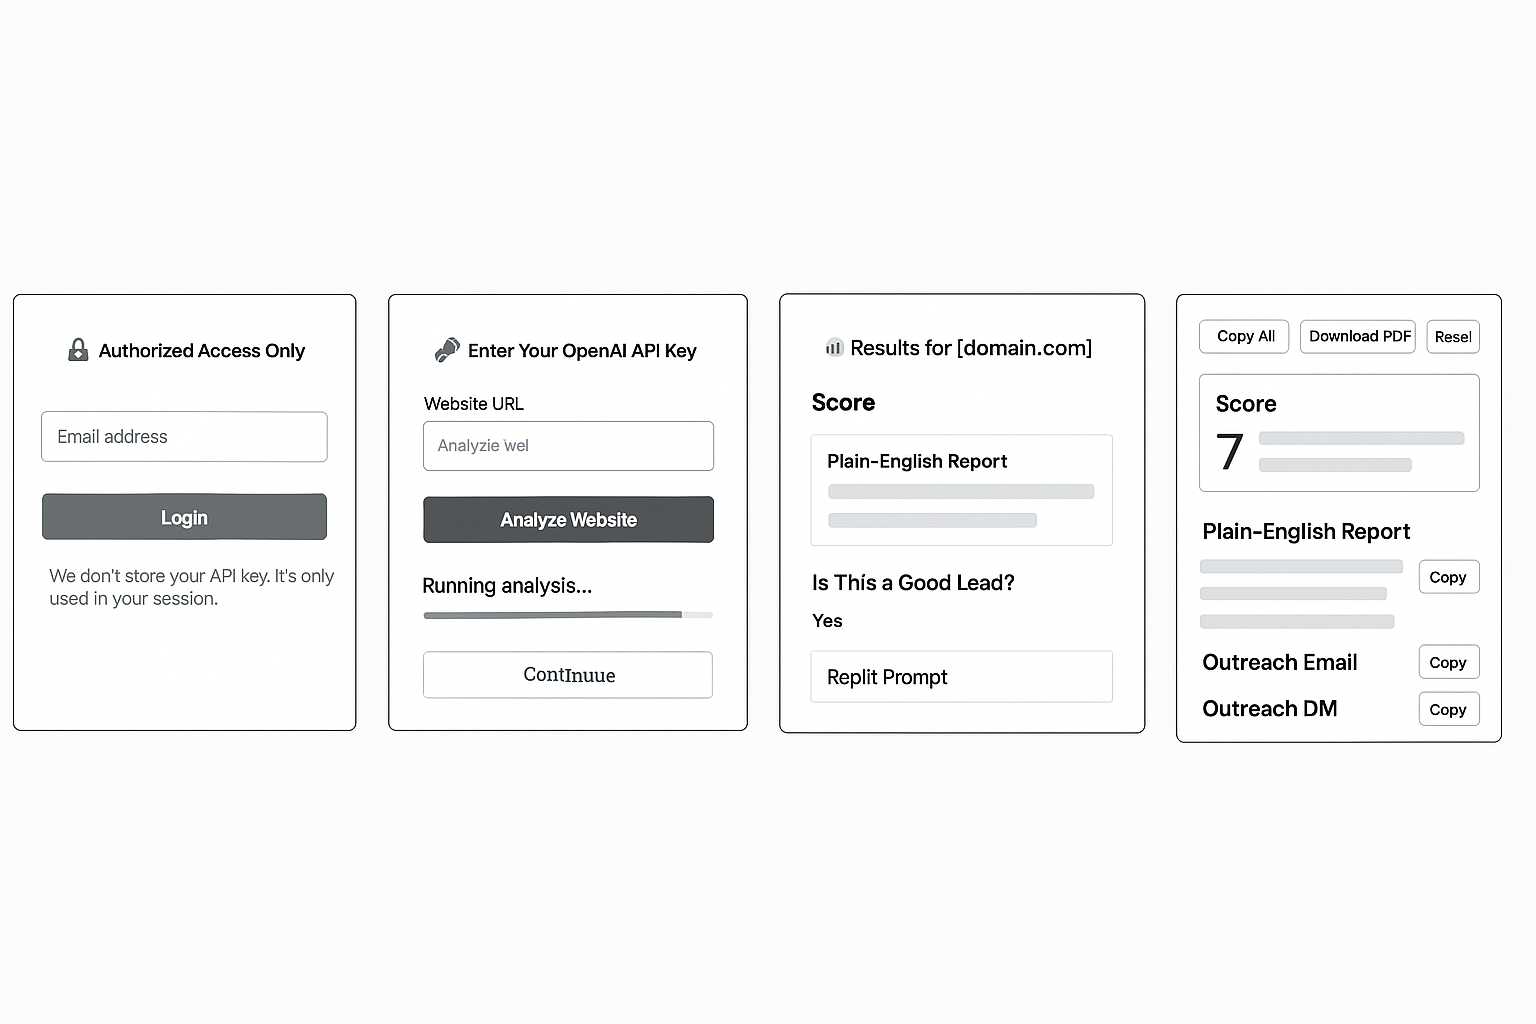 Authorized Access Only
Email address
Login
We don't store your API key. It's only
used in your session.
Enter Your OpenAI API Key
Website URL
Analyzie wel
Analyze Website
Running analysis...
ContInuue
Results for [domain.com]
Score
Plain-English Report
Is Thís a Good Lead?
Yes
Replit Prompt
Copy All
Download PDF
Resel
Score
7
Plain-English Report
Copy
Outreach Email
Copy
Outreach DM
Copy